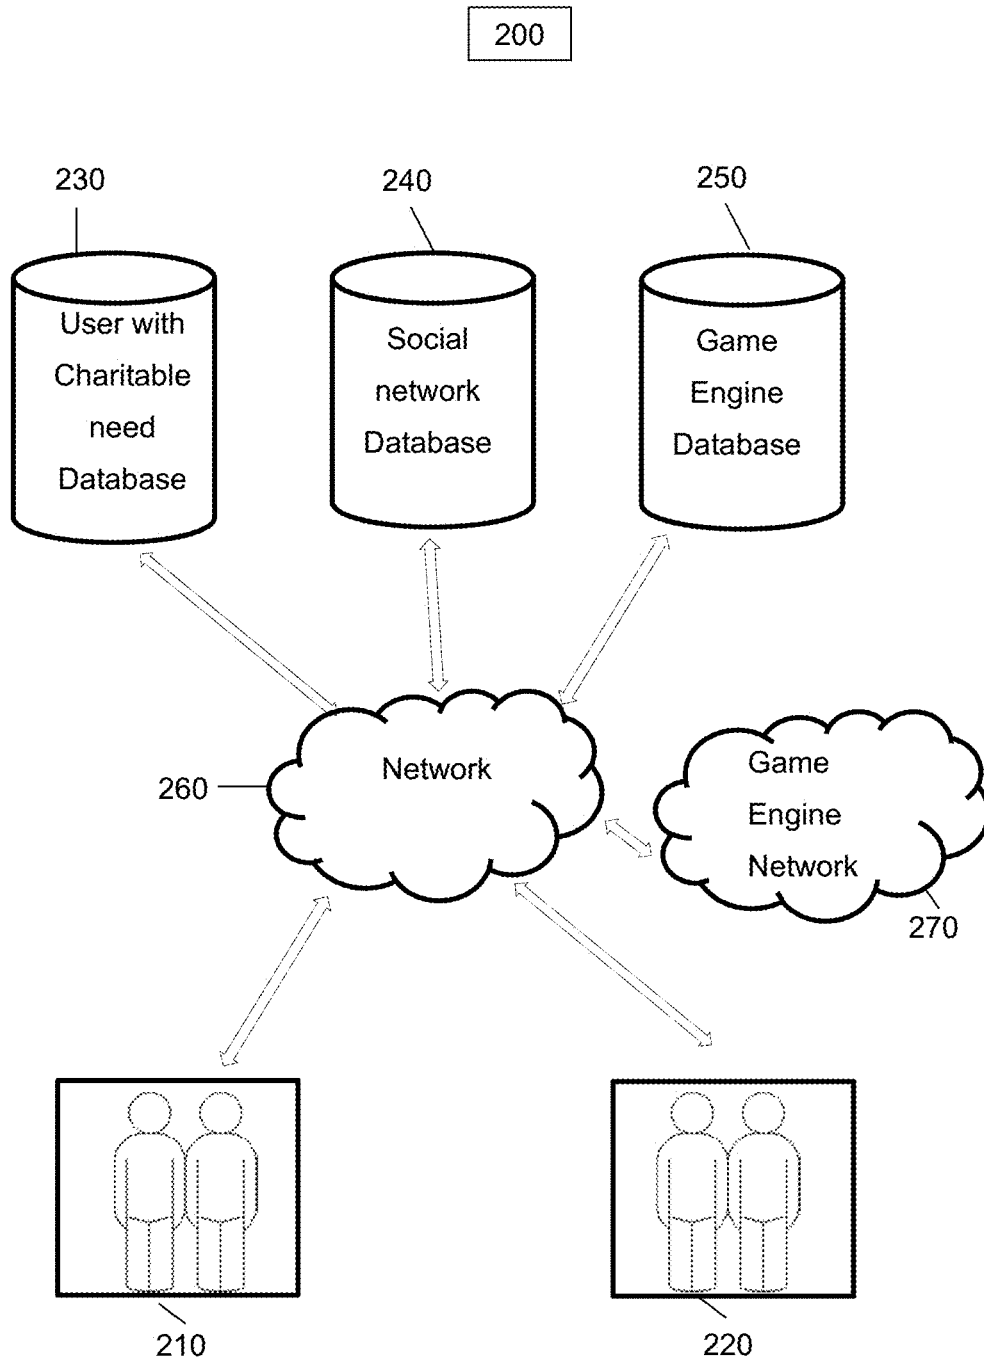 200
230
240
250
User with
Charitable
need
Database
Social
network
Database
Game
Engine
Database
Network
260
Game
Engine
Network
270
210
220